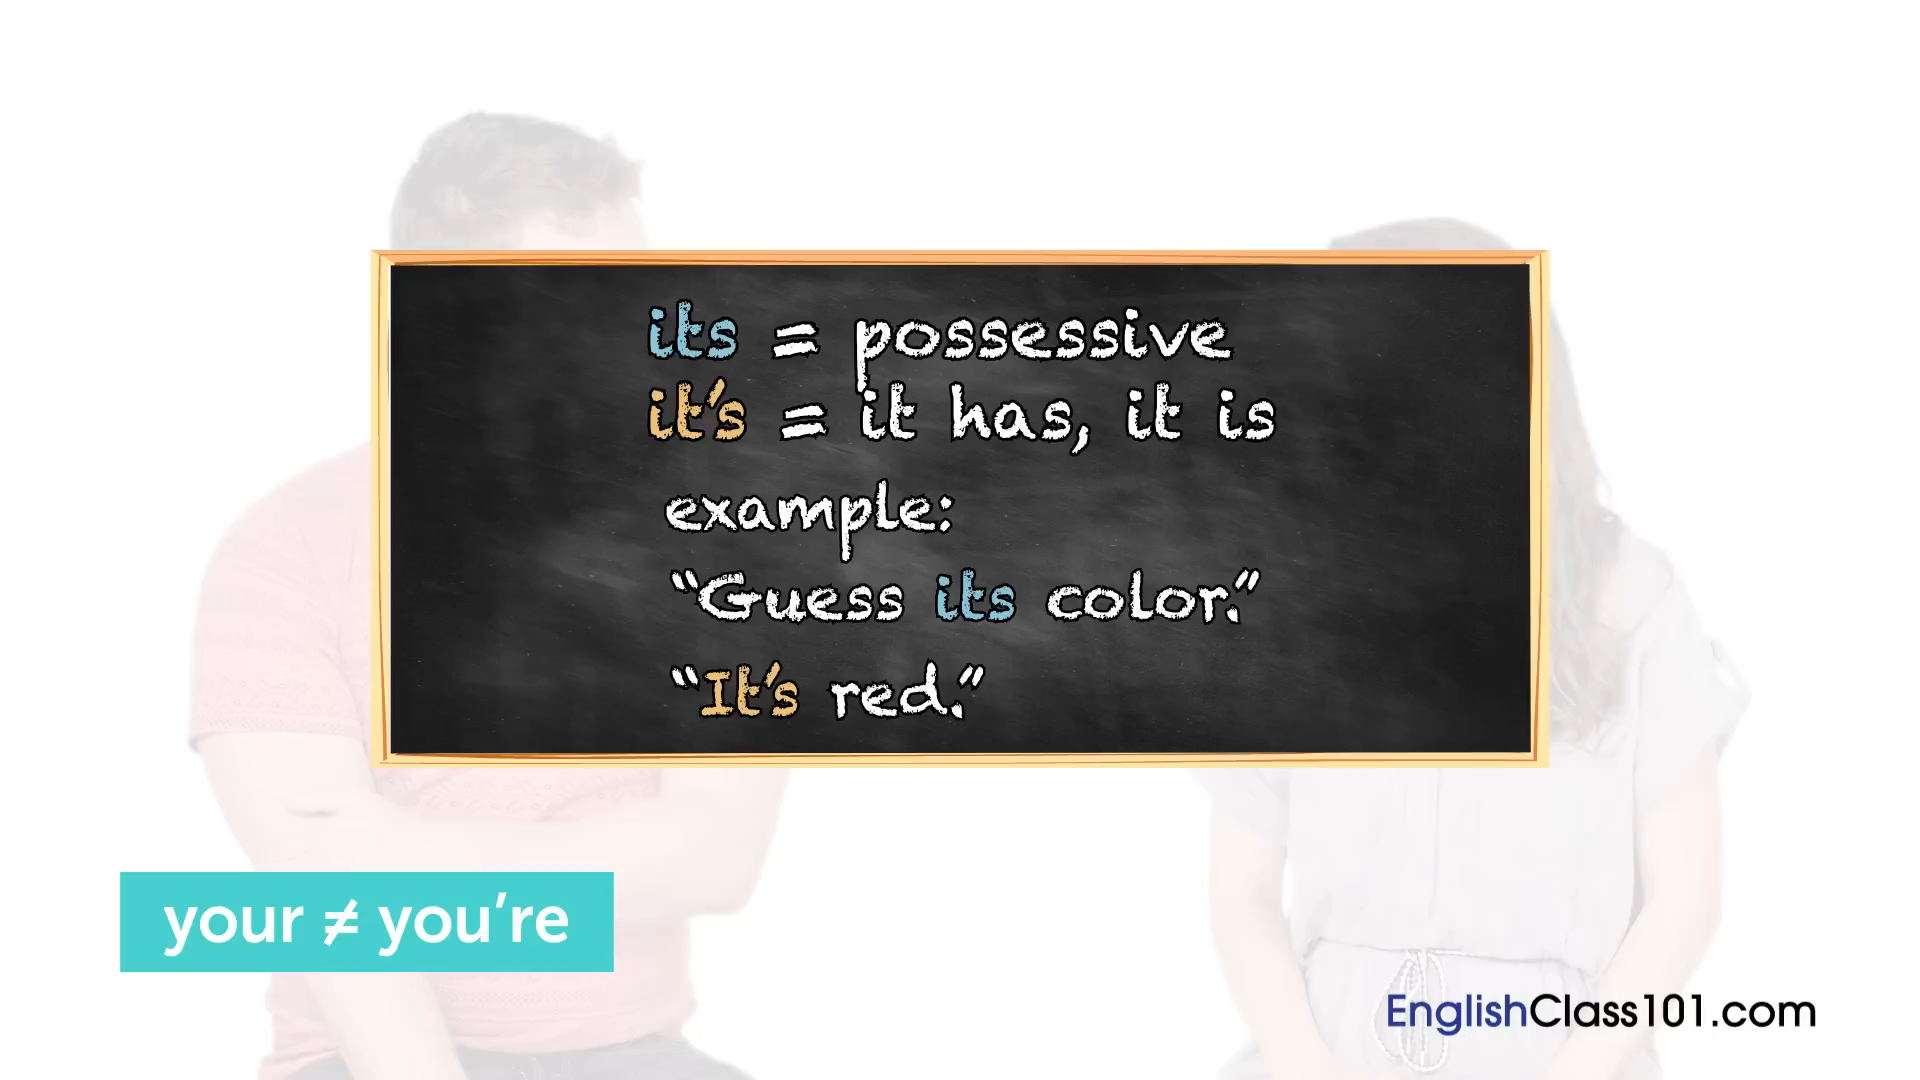 its = possessive
it's = it has, it is
example:
“Guess its color.”
“It's red.”
your ≠ you're
EnglishClass101.com